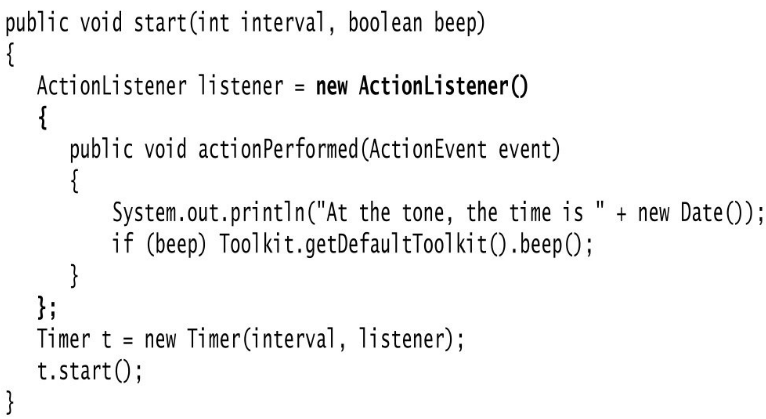 public void start(int interval, boolean beep)
{
ActionListener listener = new ActionListener()
{
public void actionPerformed(ActionEvent event)
{
System.out.println("At the tone, the time is " + new Date());
if (beep) Toolkit.getDefaultToolkit().beep();
}
};
Timer t = new Timer(interval, listener);
t.start();
}